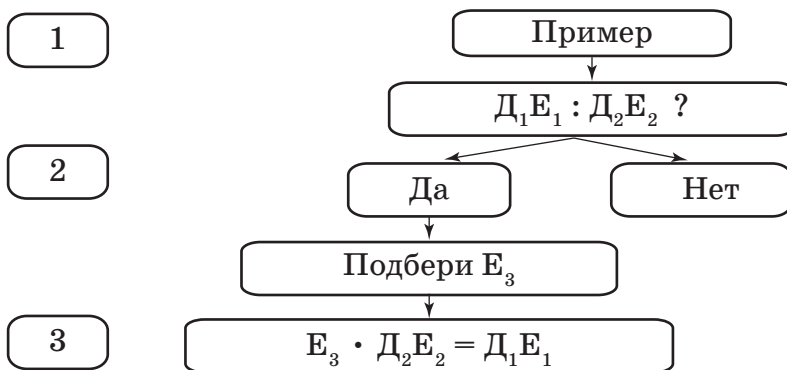 1
Пример
Д₁Е₁ : Д₂Е₂ ?
2
Да
Нет
Подбери Е₃
3
Е₃ · Д₂Е₂ = Д₁Е₁